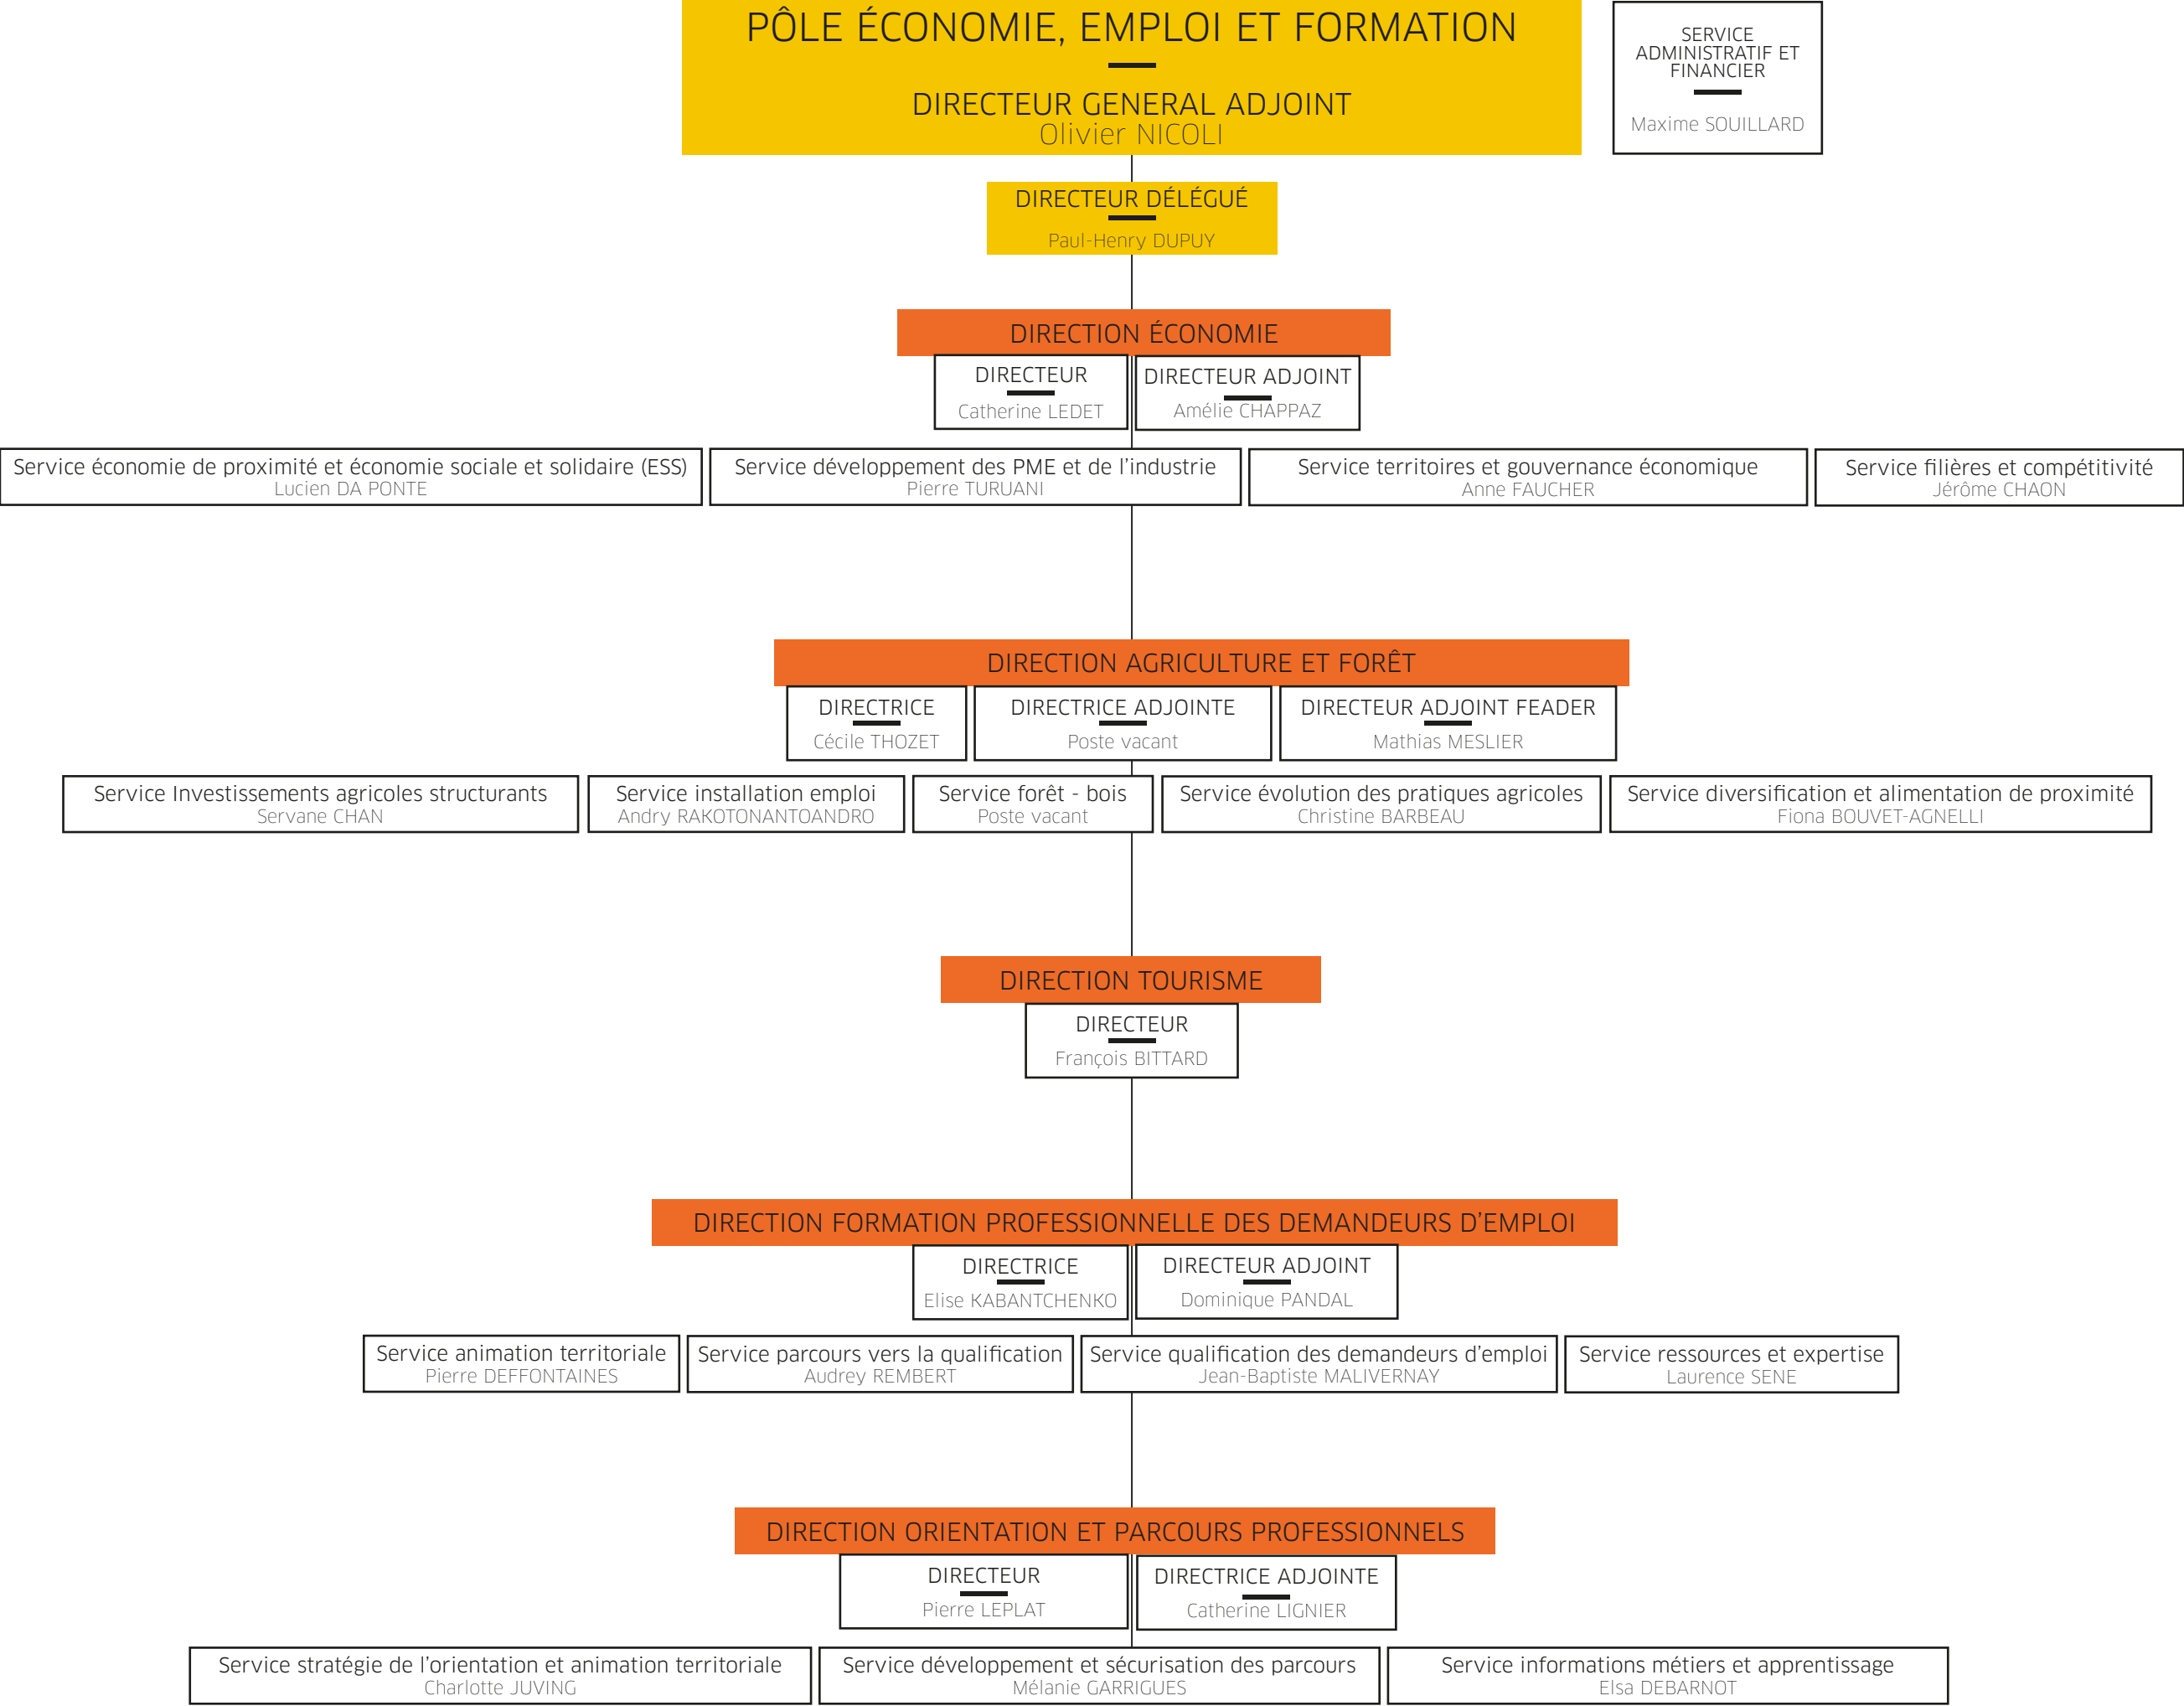 PÔLE ÉCONOMIE, EMPLOI ET FORMATION
DIRECTEUR GENERAL ADJOINT
Olivier NICOLI
SERVICE
ADMINISTRATIF ET
FINANCIER
Maxime SOUILLARD
DIRECTEUR DÉLÉGUÉ
Paul-Henry DUPUY
DIRECTION ÉCONOMIE
DIRECTEUR
Catherine LEDET
DIRECTEUR ADJOINT
Amélie CHAPPAZ
Service économie de proximité et économie sociale et solidaire (ESS)
Lucien DA PONTE
Service développement des PME et de l’industrie
Pierre TURUANI
Service territoires et gouvernance économique
Anne FAUCHER
Service filières et compétitivité
Jérôme CHAON
DIRECTION AGRICULTURE ET FORÊT
DIRECTRICE
Cécile THOZET
DIRECTRICE ADJOINTE
Poste vacant
DIRECTEUR ADJOINT FEADER
Mathias MESLIER
Service Investissements agricoles structurants
Servane CHAN
Service installation emploi
Andry RAKOTONANTOANDRO
Service forêt - bois
Poste vacant
Service évolution des pratiques agricoles
Christine BARBEAU
Service diversification et alimentation de proximité
Fiona BOUVET-AGNELLI
DIRECTION TOURISME
DIRECTEUR
François BITTARD
DIRECTION FORMATION PROFESSIONNELLE DES DEMANDEURS D’EMPLOI
DIRECTRICE
Elise KABANTCHENKO
DIRECTEUR ADJOINT
Dominique PANDAL
Service animation territoriale
Pierre DEFFONTAINES
Service parcours vers la qualification
Audrey REMBERT
Service qualification des demandeurs d’emploi
Jean-Baptiste MALIVERNAY
Service ressources et expertise
Laurence SENE
DIRECTION ORIENTATION ET PARCOURS PROFESSIONNELS
DIRECTEUR
Pierre LEPLAT
DIRECTRICE ADJOINTE
Catherine LIGNIER
Service stratégie de l’orientation et animation territoriale
Charlotte JUVING
Service développement et sécurisation des parcours
Mélanie GARRIGUES
Service informations métiers et apprentissage
Elsa DEBARNOT